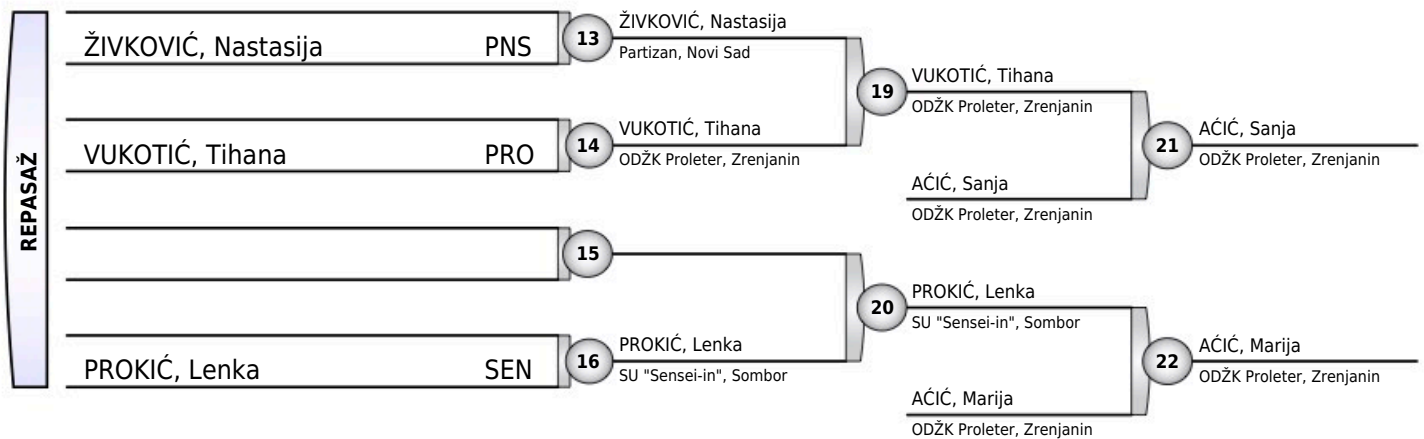 REPASAŽ
ŽIVKOVIĆ, Nastasija PNS
13
ŽIVKOVIĆ, Nastasija
Partizan, Novi Sad
VUKOTIĆ, Tihana PRO
14
VUKOTIĆ, Tihana
ODŽK Proleter, Zrenjanin
19
VUKOTIĆ, Tihana
ODŽK Proleter, Zrenjanin
AĆIĆ, Sanja
ODŽK Proleter, Zrenjanin
21
AĆIĆ, Sanja
ODŽK Proleter, Zrenjanin
15
PROKIĆ, Lenka SEN
16
PROKIĆ, Lenka
SU "Sensei-in", Sombor
20
PROKIĆ, Lenka
SU "Sensei-in", Sombor
AĆIĆ, Marija
ODŽK Proleter, Zrenjanin
22
AĆIĆ, Marija
ODŽK Proleter, Zrenjanin